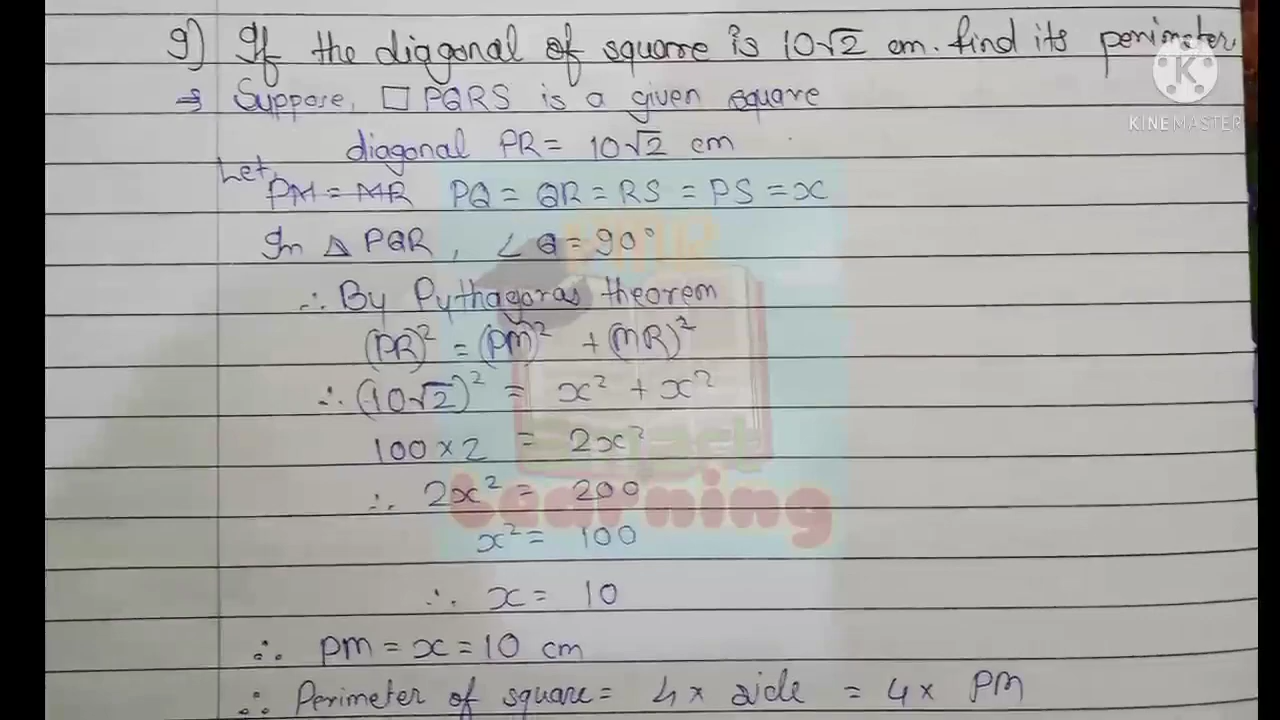 9) If the diagonal of square is 10√2 cm. find its perimeter
K
KINEMASTER
⇒ Suppose, □ PQRS is a given square
diagonal PR = 10√2 cm
Let, PM = MR PQ = QR = RS = PS = x
In △ PQR, ∠Q = 90°
∴ By Pythagoras theorem
(PR)² = (PM)² + (MR)²
∴ (10√2)² = x² + x²
100 × 2 = 2x²
∴ 2x² = 200
x² = 100
∴ x = 10
∴ PM = x = 10 cm
∴ Perimeter of square = 4 × side = 4 × PM
Learning